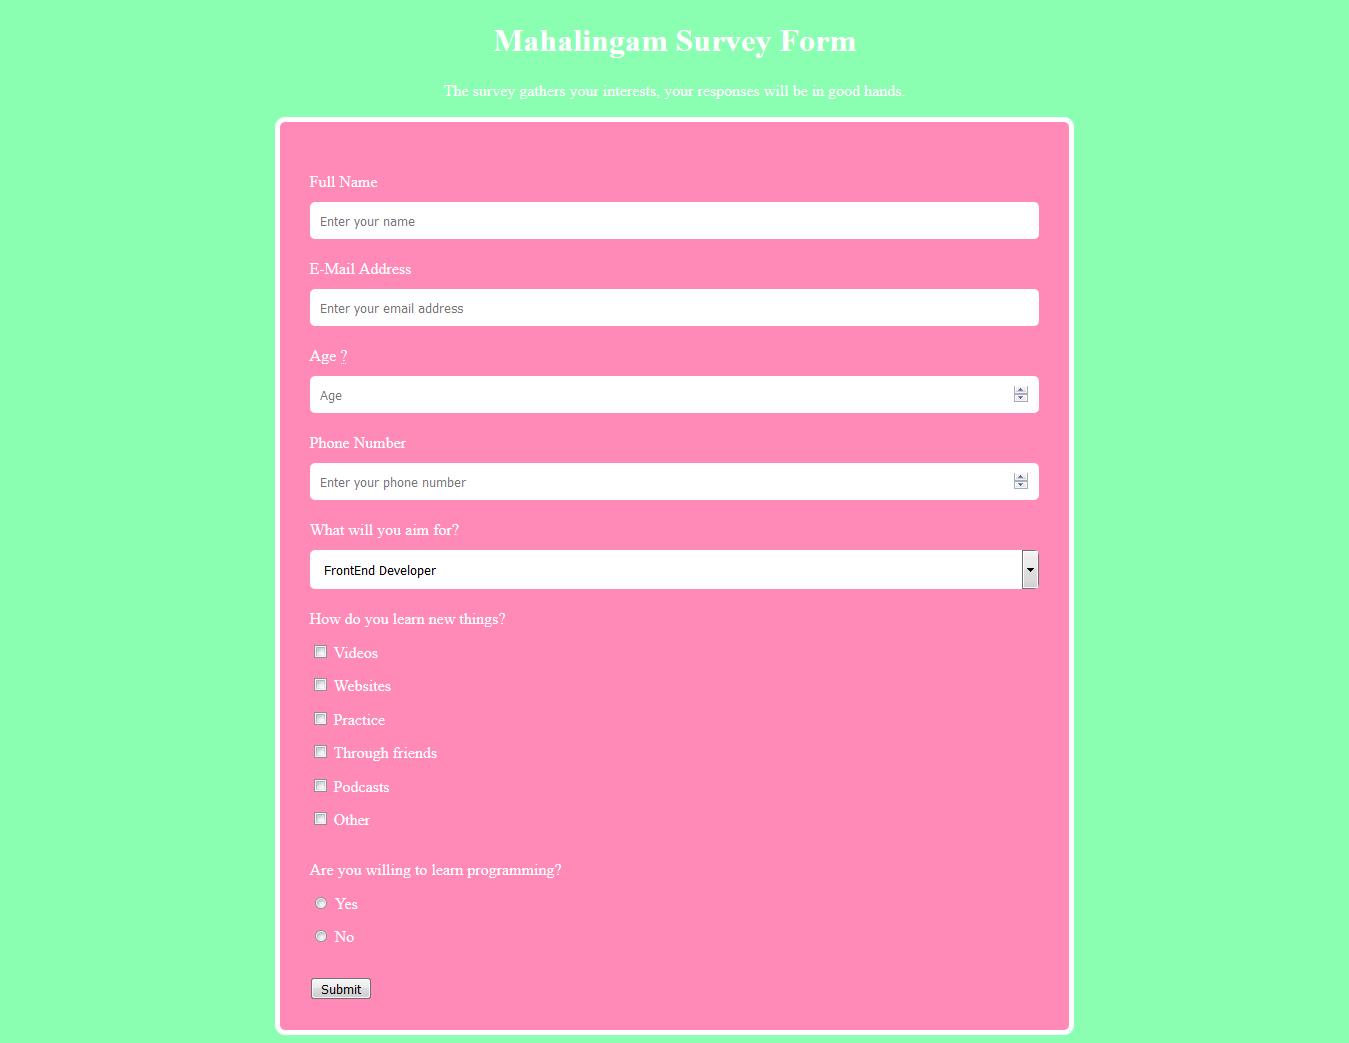 Mahalingam Survey Form
The survey gathers your interests, your responses will be in good hands.
Full Name
Enter your name
E-Mail Address
Enter your email address
Age ?
Age
Phone Number
Enter your phone number
What will you aim for?
FrontEnd Developer
How do you learn new things?
Videos
Websites
Practice
Through friends
Podcasts
Other
Are you willing to learn programming?
Yes
No
Submit